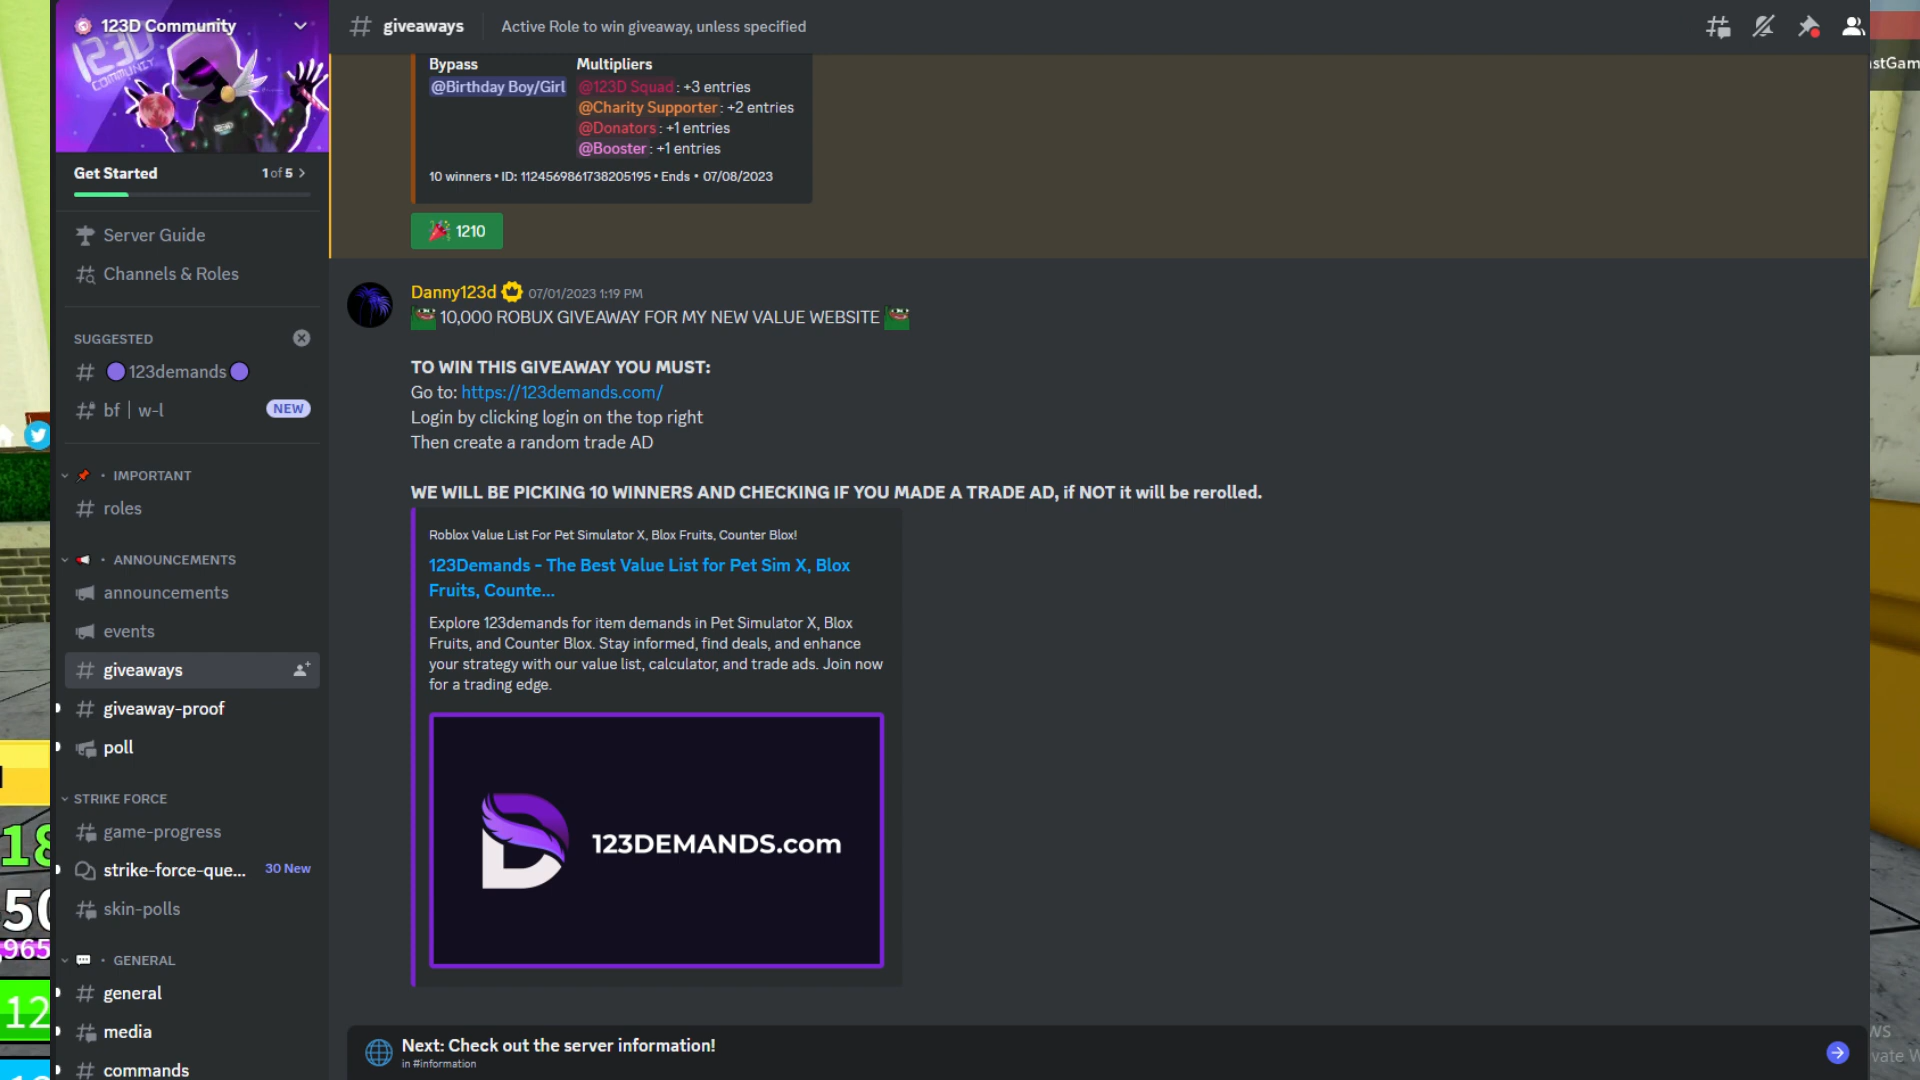 123D Community
123D
COMMUNITY
Get Started
1 of 5
Server Guide
Channels & Roles
SUGGESTED
123demands
bf | w-l
NEW
IMPORTANT
roles
ANNOUNCEMENTS
announcements
events
giveaways
giveaway-proof
poll
STRIKE FORCE
game-progress
strike-force-que...
30 New
skin-polls
GENERAL
general
media
commands
giveaways
Active Role to win giveaway, unless specified
Bypass
@Birthday Boy/Girl
Multipliers
@123D Squad: +3 entries
@Charity Supporter: +2 entries
@Donators: +1 entries
@Booster: +1 entries
10 winners • ID: 1124569861738205195 • Ends • 07/08/2023
1210
Danny123d 07/01/2023 1:19 PM
10,000 ROBUX GIVEAWAY FOR MY NEW VALUE WEBSITE
TO WIN THIS GIVEAWAY YOU MUST:
Go to: https://123demands.com/
Login by clicking login on the top right
Then create a random trade AD
WE WILL BE PICKING 10 WINNERS AND CHECKING IF YOU MADE A TRADE AD, if NOT it will be rerolled.
Roblox Value List For Pet Simulator X, Blox Fruits, Counter Blox!
123Demands - The Best Value List for Pet Sim X, Blox
Fruits, Counte...
Explore 123demands for item demands in Pet Simulator X, Blox
Fruits, and Counter Blox. Stay informed, find deals, and enhance
your strategy with our value list, calculator, and trade ads. Join now
for a trading edge.
123DEMANDS.com
Next: Check out the server information!
in #information